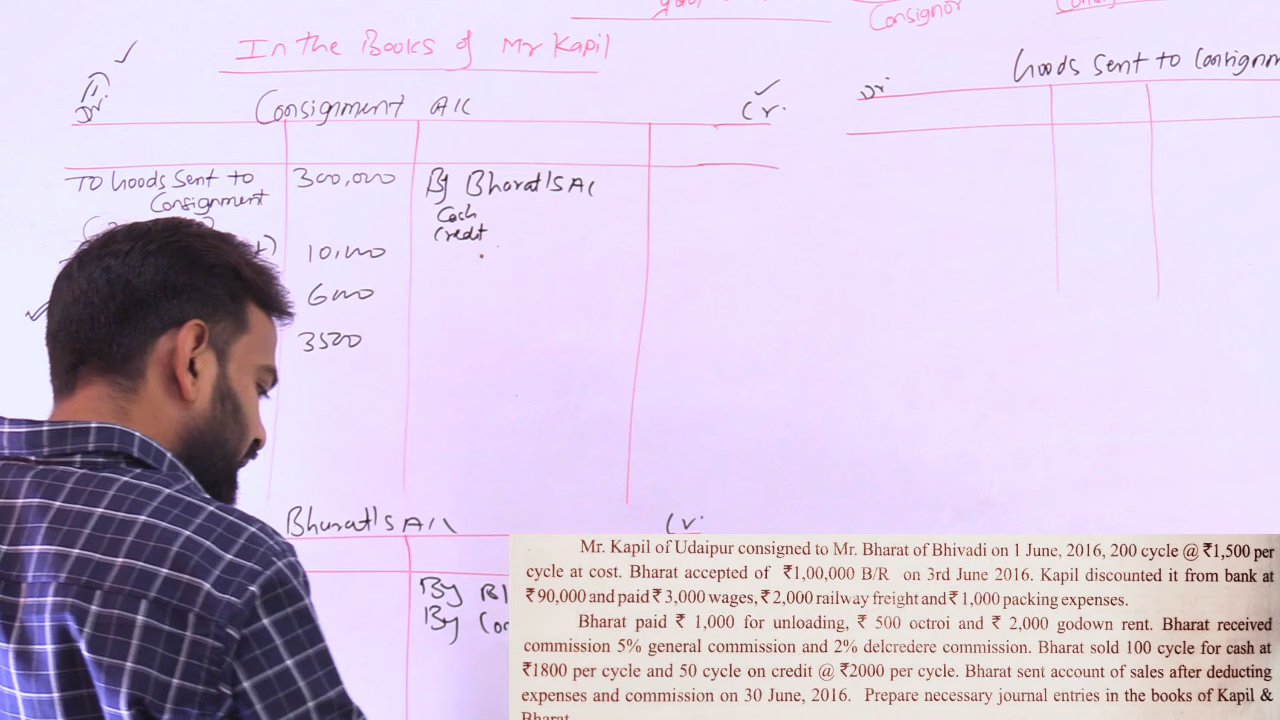 Consignor
In the Books of Mr Kapil
Dr.
Consignment A/C
Cr.
Dr
Goods Sent to Consignm
To Goods Sent to
Consignment
300,000
By Bharat's A/c
Cash
Credit
10,000
6000
3500
Bharat's A/c
Cr.
By
By
Mr. Kapil of Udaipur consigned to Mr. Bharat of Bhivadi on 1 June, 2016, 200 cycle @ ₹1,500 per
cycle at cost. Bharat accepted of ₹1,00,000 B/R on 3rd June 2016. Kapil discounted it from bank at
₹90,000 and paid ₹3,000 wages, ₹2,000 railway freight and ₹1,000 packing expenses.
Bharat paid ₹ 1,000 for unloading, ₹ 500 octroi and ₹ 2,000 godown rent. Bharat received
commission 5% general commission and 2% delcredere commission. Bharat sold 100 cycle for cash at
₹1800 per cycle and 50 cycle on credit @ ₹2000 per cycle. Bharat sent account of sales after deducting
expenses and commission on 30 June, 2016. Prepare necessary journal entries in the books of Kapil &
Bharat